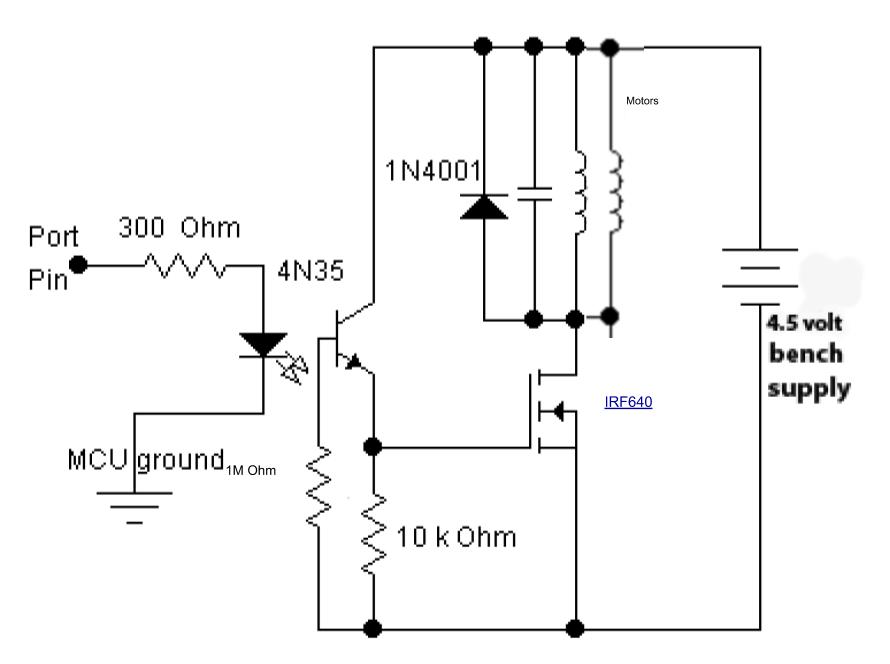 Motors
1N4001
300 Ohm
Port
Pin
4N35
4.5 volt
bench
supply
IRF640
MCU ground
1M Ohm
10 k Ohm